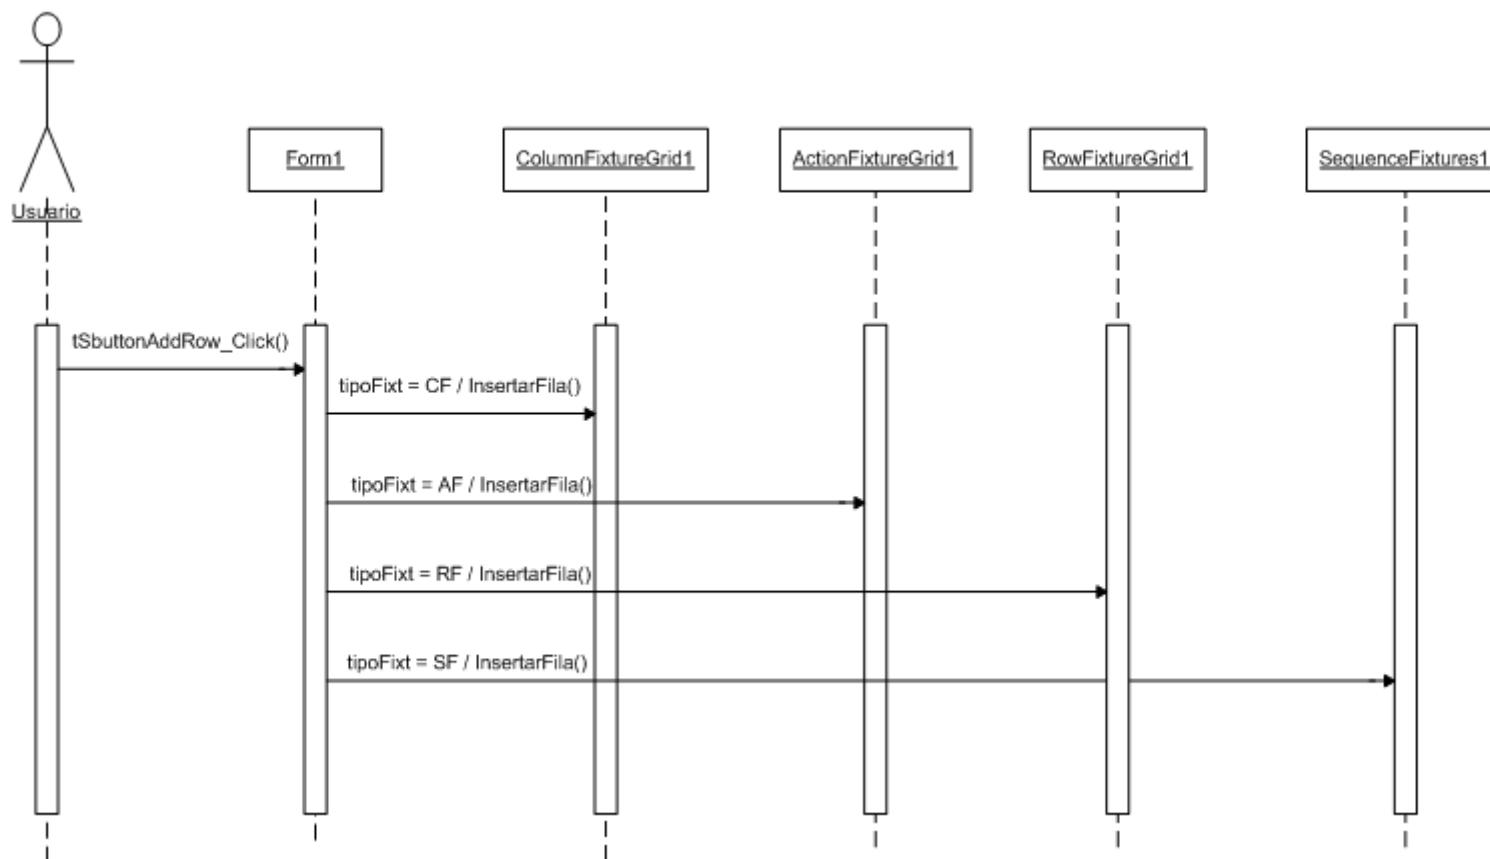 Usuario
Form1
ColumnFixtureGrid1
ActionFixtureGrid1
RowFixtureGrid1
SequenceFixtures1
tSbuttonAddRow_Click()
tipoFixt = CF / InsertarFila()
tipoFixt = AF / InsertarFila()
tipoFixt = RF / InsertarFila()
tipoFixt = SF / InsertarFila()